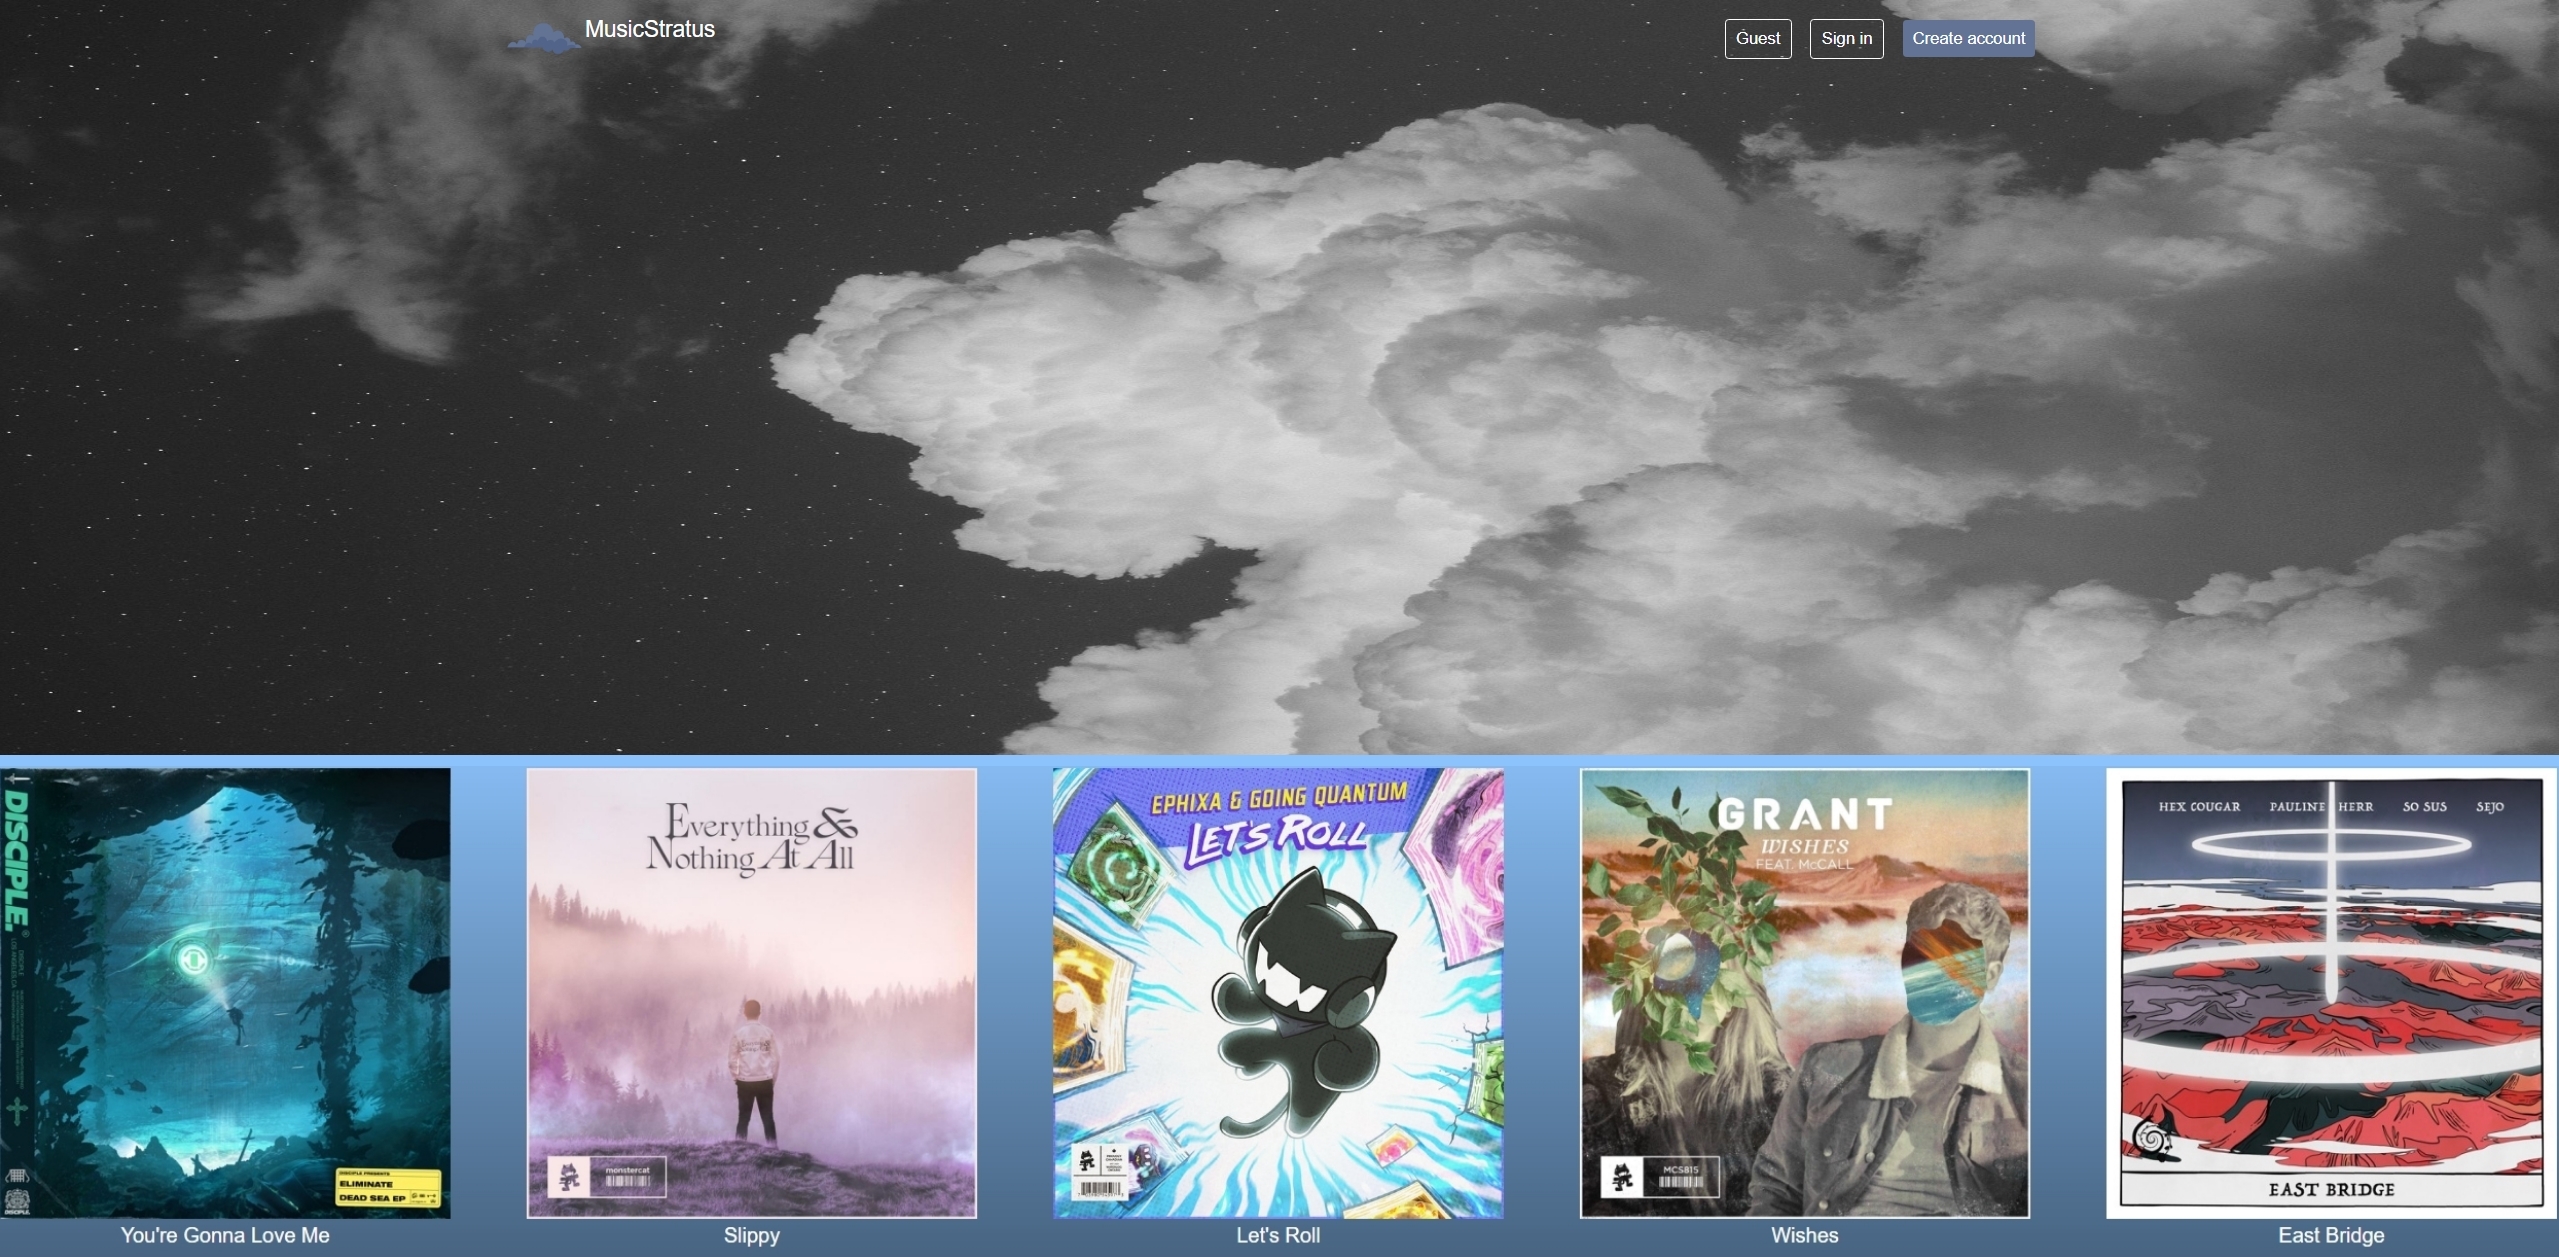 MusicStratus
Guest
Sign in
Create account
DISCIPLE.
DISCIPLE PRESENTS
ELIMINATE
DEAD SEA EP
Everything &
Nothing At All
monstercat
EPHIXA & GOING QUANTUM
LET'S ROLL
GRANT
WISHES
FEAT. McCALL
MCS815
HEX COUGAR PAULINE HERR SO SUS SEJO
EAST BRIDGE
You're Gonna Love Me
Slippy
Let's Roll
Wishes
East Bridge